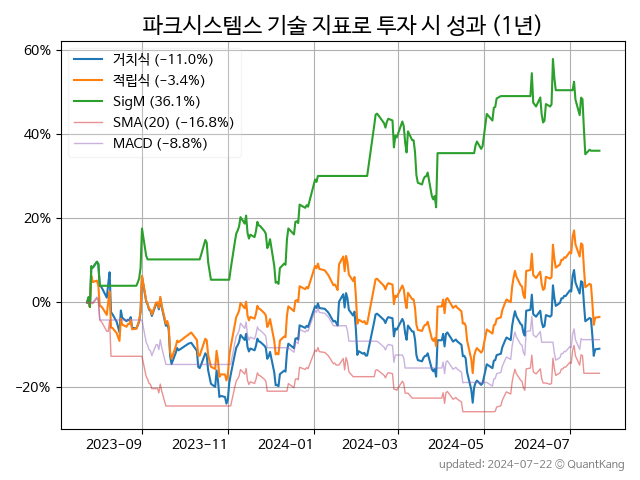 파크시스템스 기술 지표로 투자 시 성과 (1년)
60%
40%
20%
0%
−20%
거치식 (−11.0%)
적립식 (−3.4%)
SigM (36.1%)
SMA(20) (−16.8%)
MACD (−8.8%)
2023-09
2023-11
2024-01
2024-03
2024-05
2024-07
updated: 2024-07-22 © QuantKang